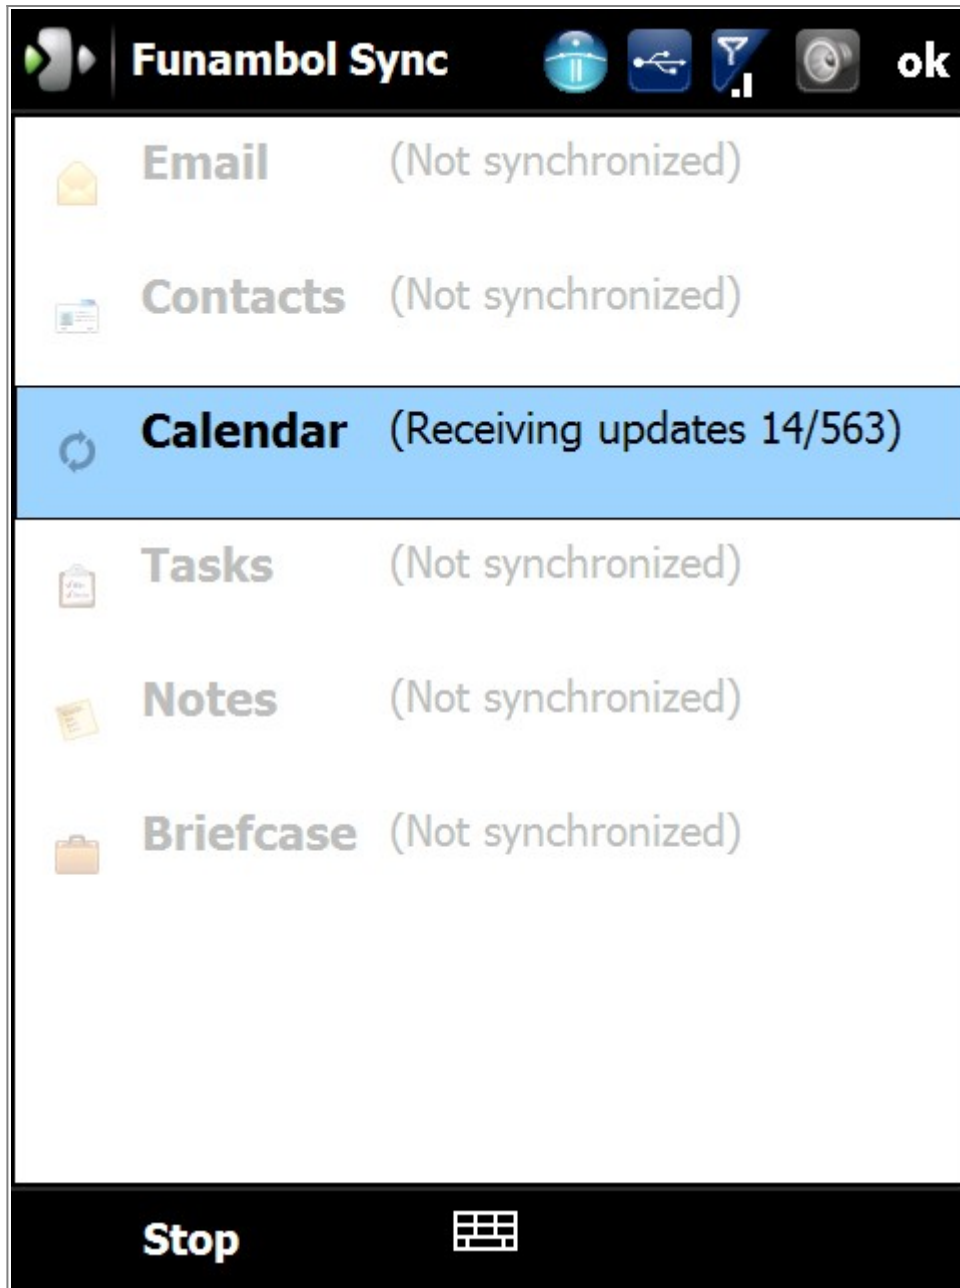 Funambol Sync ok
Email (Not synchronized)
Contacts (Not synchronized)
Calendar (Receiving updates 14/563)
Tasks (Not synchronized)
Notes (Not synchronized)
Briefcase (Not synchronized)
Stop